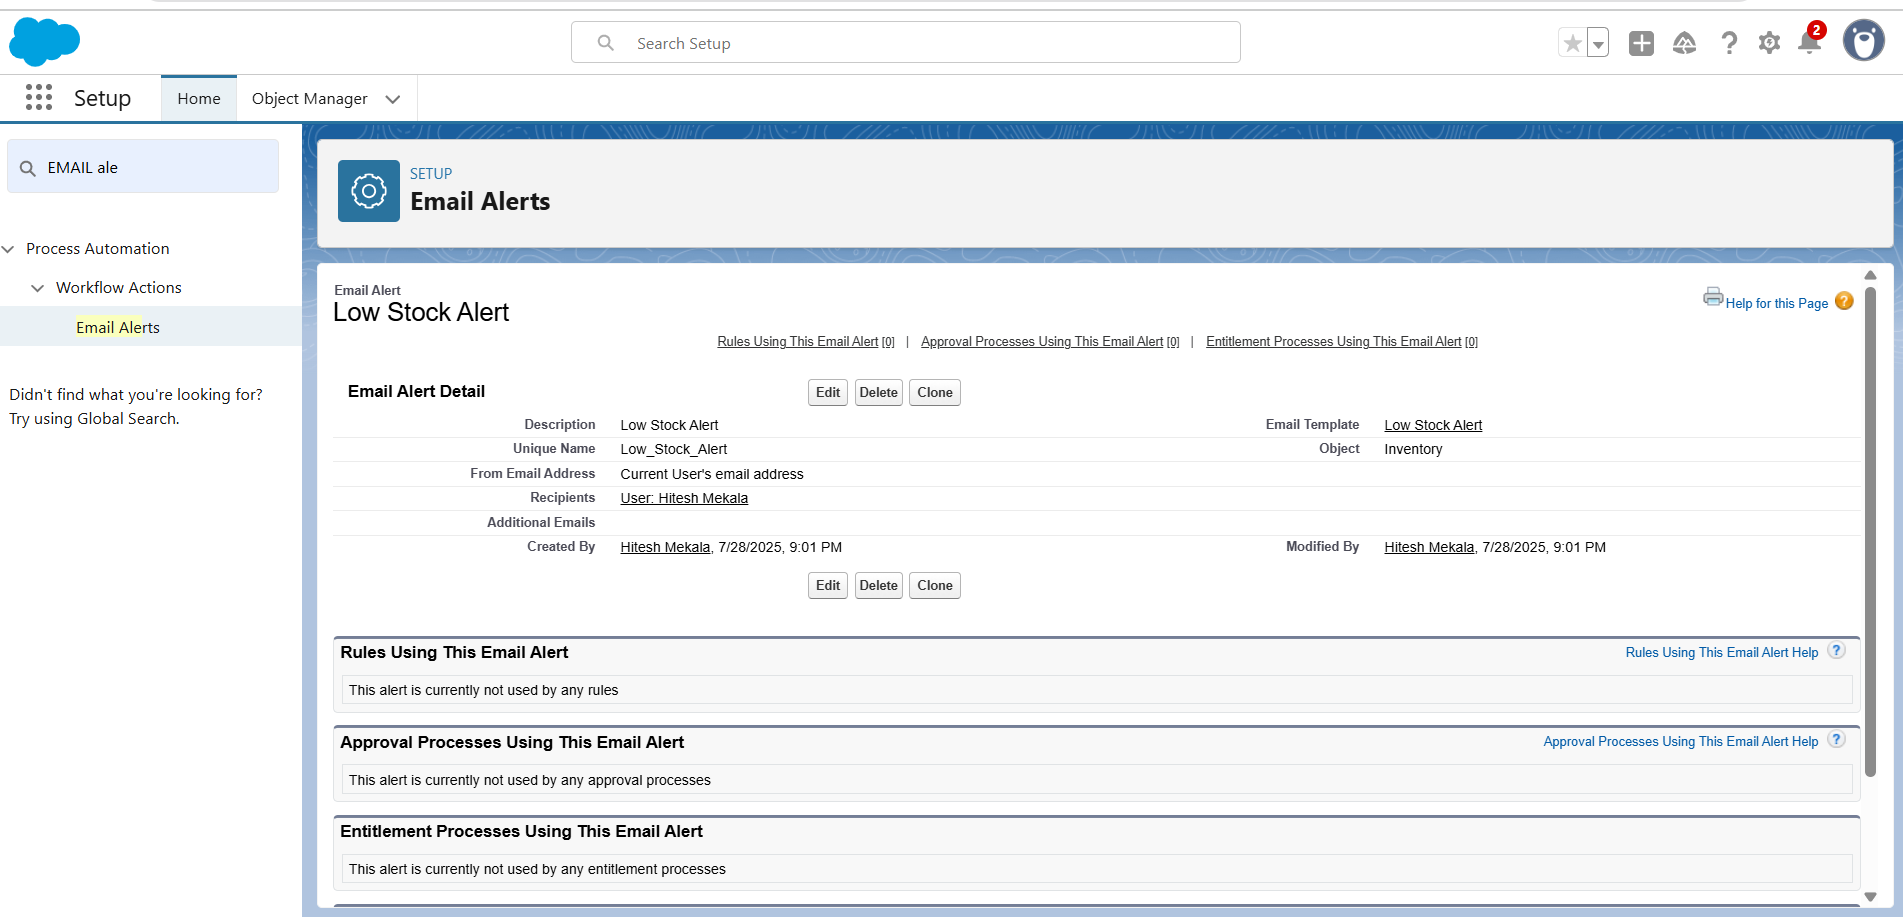 Search Setup
2
Setup
Home
Object Manager
EMAIL ale
Process Automation
Workflow Actions
Email Alerts
Didn't find what you're looking for?
Try using Global Search.
SETUP
Email Alerts
Email Alert
Low Stock Alert
Help for this Page ?
Rules Using This Email Alert [0] | Approval Processes Using This Email Alert [0] | Entitlement Processes Using This Email Alert [0]
Email Alert Detail Edit Delete Clone
Description Low Stock Alert Email Template Low Stock Alert
Unique Name Low_Stock_Alert Object Inventory
From Email Address Current User's email address
Recipients User: Hitesh Mekala
Additional Emails
Created By Hitesh Mekala, 7/28/2025, 9:01 PM Modified By Hitesh Mekala, 7/28/2025, 9:01 PM
Edit Delete Clone
Rules Using This Email Alert Rules Using This Email Alert Help ?
This alert is currently not used by any rules
Approval Processes Using This Email Alert Approval Processes Using This Email Alert Help ?
This alert is currently not used by any approval processes
Entitlement Processes Using This Email Alert
This alert is currently not used by any entitlement processes